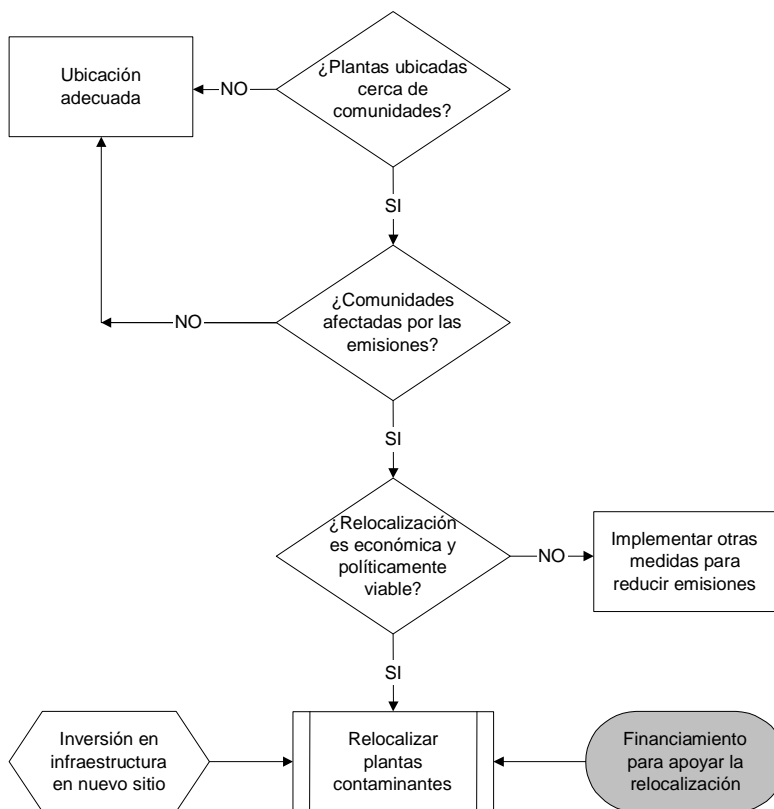 Ubicación
adecuada
NO
¿Plantas ubicadas
cerca de
comunidades?
SI
NO
¿Comunidades
afectadas por las
emisiones?
SI
¿Relocalización
es económica y
políticamente
viable?
NO
Implementar otras
medidas para
reducir emisiones
SI
Inversión en
infraestructura
en nuevo sitio
Relocalizar
plantas
contaminantes
Financiamiento
para apoyar la
relocalización